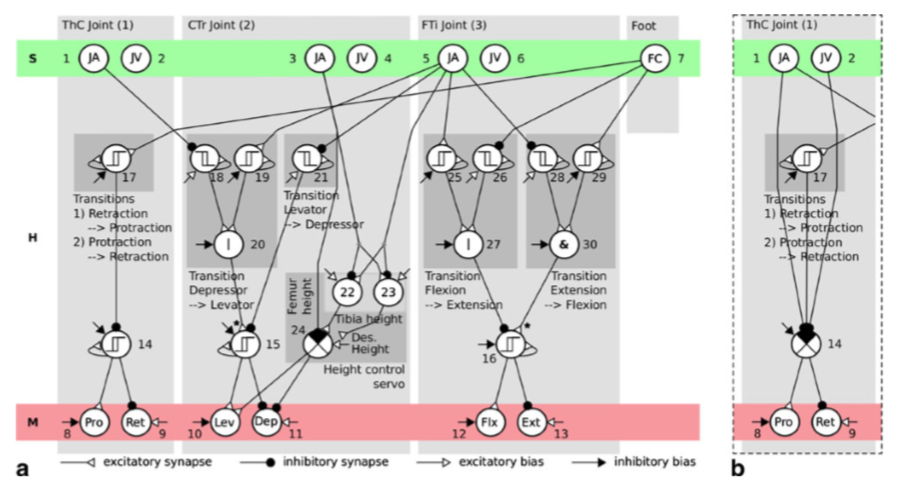 ThC Joint (1) CTr Joint (2) FTi Joint (3) Foot ThC Joint (1)
S 1 JA JV 2 3 JA JV 4 5 JA JV 6 FC 7 1 JA JV 2
17 18 19 21 25 26 28 29 17
Transitions
1) Retraction
--> Protraction
2) Protraction
--> Retraction
Transition
Levator
--> Depressor
Transitions
1) Retraction
--> Protraction
2) Protraction
--> Retraction
H | 20 | 27 & 30
Transition
Depressor
--> Levator
Transition
Flexion
--> Extension
Transition
Extension
--> Flexion
Femur
height
22 23
Tibia height
24
Des.
Height
Height control
servo
14 * 15 16 * 14
M Pro Ret Lev Dep Flx Ext Pro Ret
8 9 10 11 12 13 8 9
a excitatory synapse inhibitory synapse excitatory bias inhibitory bias b